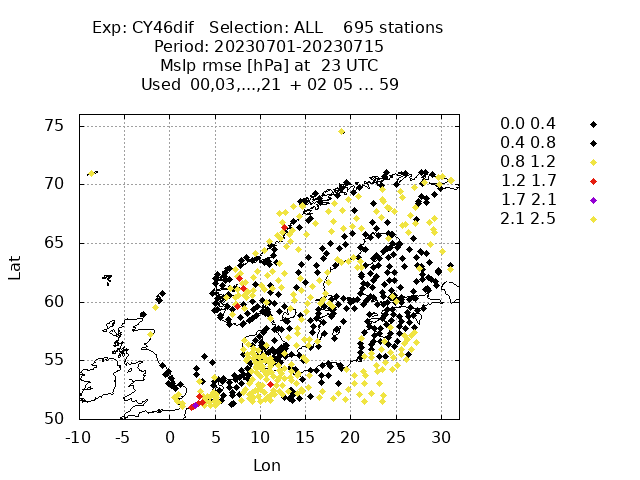 Exp: CY46dif Selection: ALL 695 stations
Period: 20230701-20230715
Mslp rmse [hPa] at 23 UTC
Used 00,03,...,21 + 02 05 ... 59
0.0 0.4
0.4 0.8
0.8 1.2
1.2 1.7
1.7 2.1
2.1 2.5
75
70
65
60
55
50
Lat
-10 -5 0 5 10 15 20 25 30
Lon